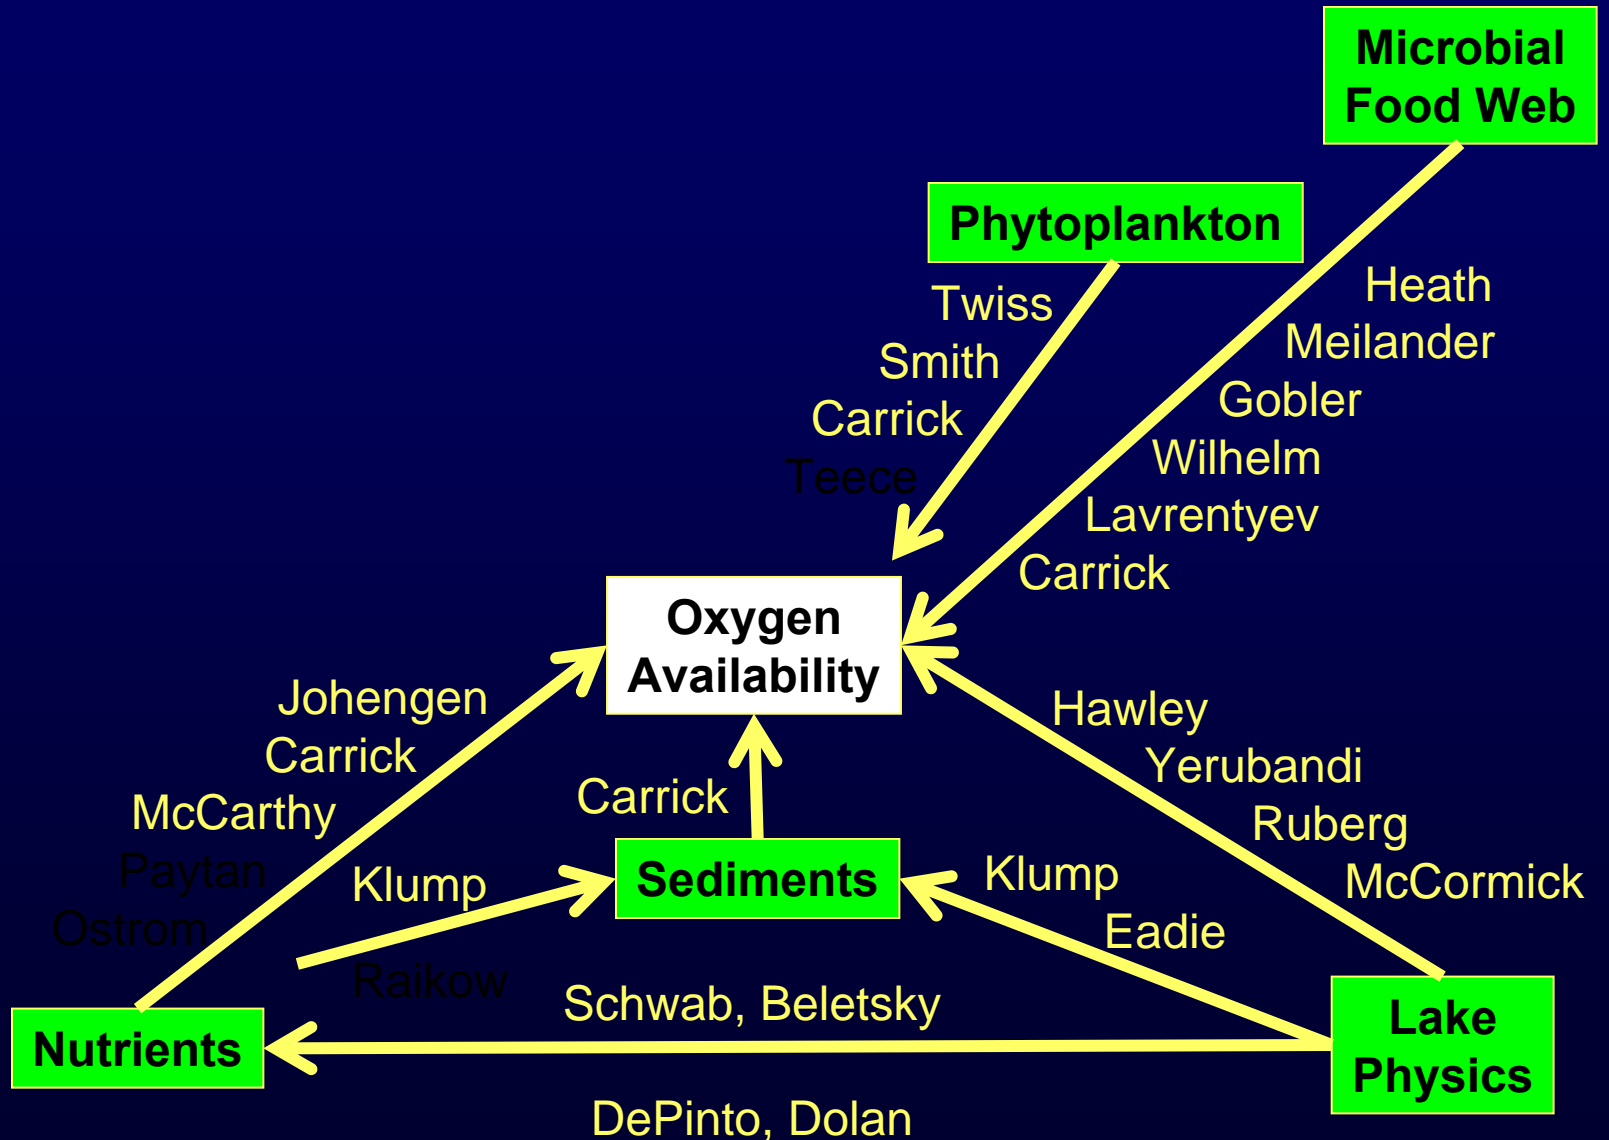 Microbial
Food Web
Phytoplankton
Twiss
Smith
Carrick
Teece
Heath
Meilander
Gobler
Wilhelm
Lavrentyev
Carrick
Oxygen
Availability
Johengen
Carrick
McCarthy
Paytan
Ostrom
Carrick
Hawley
Yerubandi
Ruberg
McCormick
Klump
Raikow
Sediments
Klump
Eadie
Schwab, Beletsky
Nutrients
Lake
Physics
DePinto, Dolan